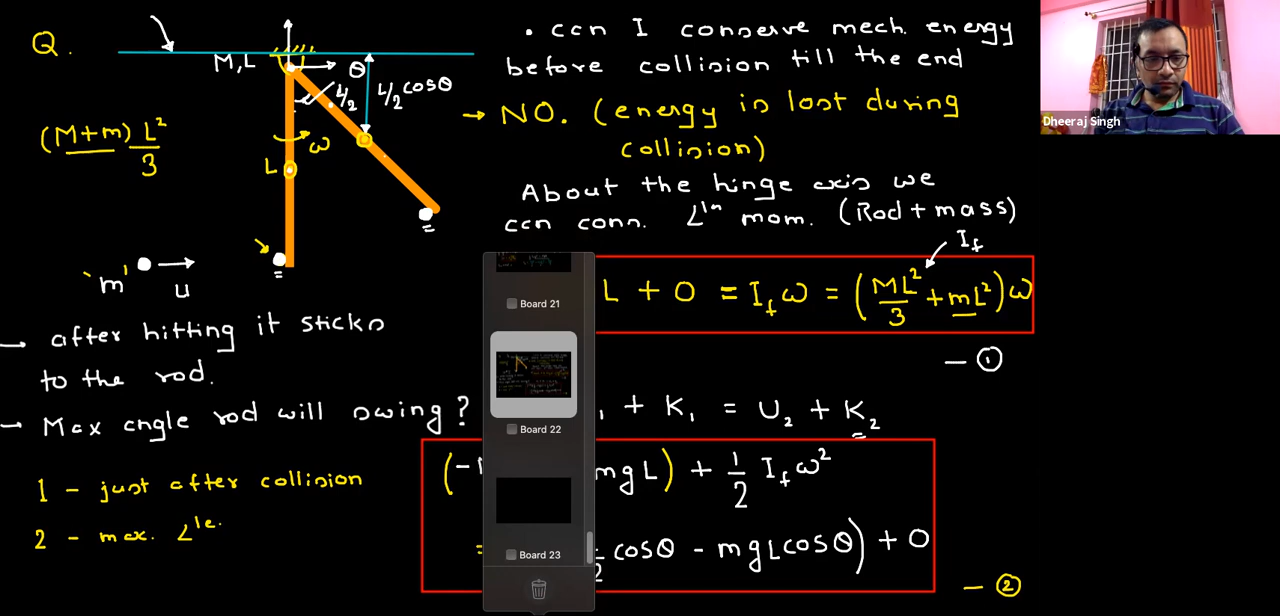 Q.
M, L
θ
L/2
L/2 cosθ
(M+m) L²/3
ω
L
'm'
u
→ after hitting it sticks
to the rod.
→ Max angle rod will swing?
1 - just after collision
2 - max. ∠le.
• can I conserve mech. energy
before collision till the end
→ NO. (energy is lost during
collision)
About the hinge axis we
can conn. ∠lr mom. (Rod + mass)
I_f
L + 0 = I_f ω = (ML²/3 + mL²) ω
- ①
+ K₁ = U₂ + K₂
mgL) + 1/2 I_f ω²
= cosθ - mgLcosθ) + 0
- ②
Board 21
Board 22
Board 23
Dheeraj Singh